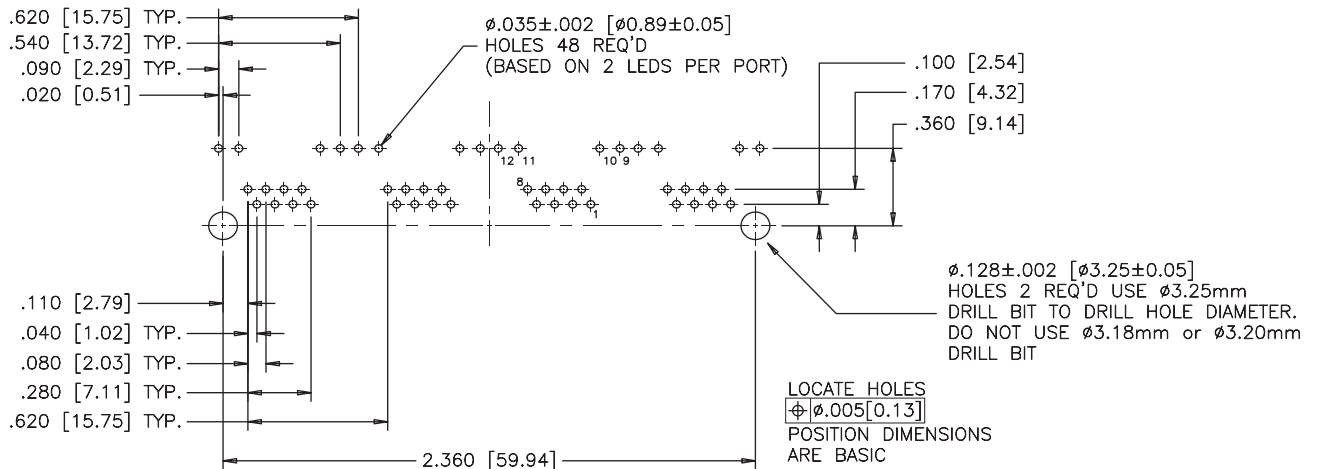 .620 [15.75] TYP.
.540 [13.72] TYP.
.090 [2.29] TYP.
.020 [0.51]
ø.035±.002 [ø0.89±0.05]
HOLES 48 REQ'D
(BASED ON 2 LEDS PER PORT)
.100 [2.54]
.170 [4.32]
.360 [9.14]
12 11
10 9
8
1
.110 [2.79]
.040 [1.02] TYP.
.080 [2.03] TYP.
.280 [7.11] TYP.
.620 [15.75] TYP.
ø.128±.002 [ø3.25±0.05]
HOLES 2 REQ'D USE ø3.25mm
DRILL BIT TO DRILL HOLE DIAMETER.
DO NOT USE ø3.18mm or ø3.20mm
DRILL BIT
LOCATE HOLES
⌖ ø.005[0.13]
POSITION DIMENSIONS
ARE BASIC
2.360 [59.94]